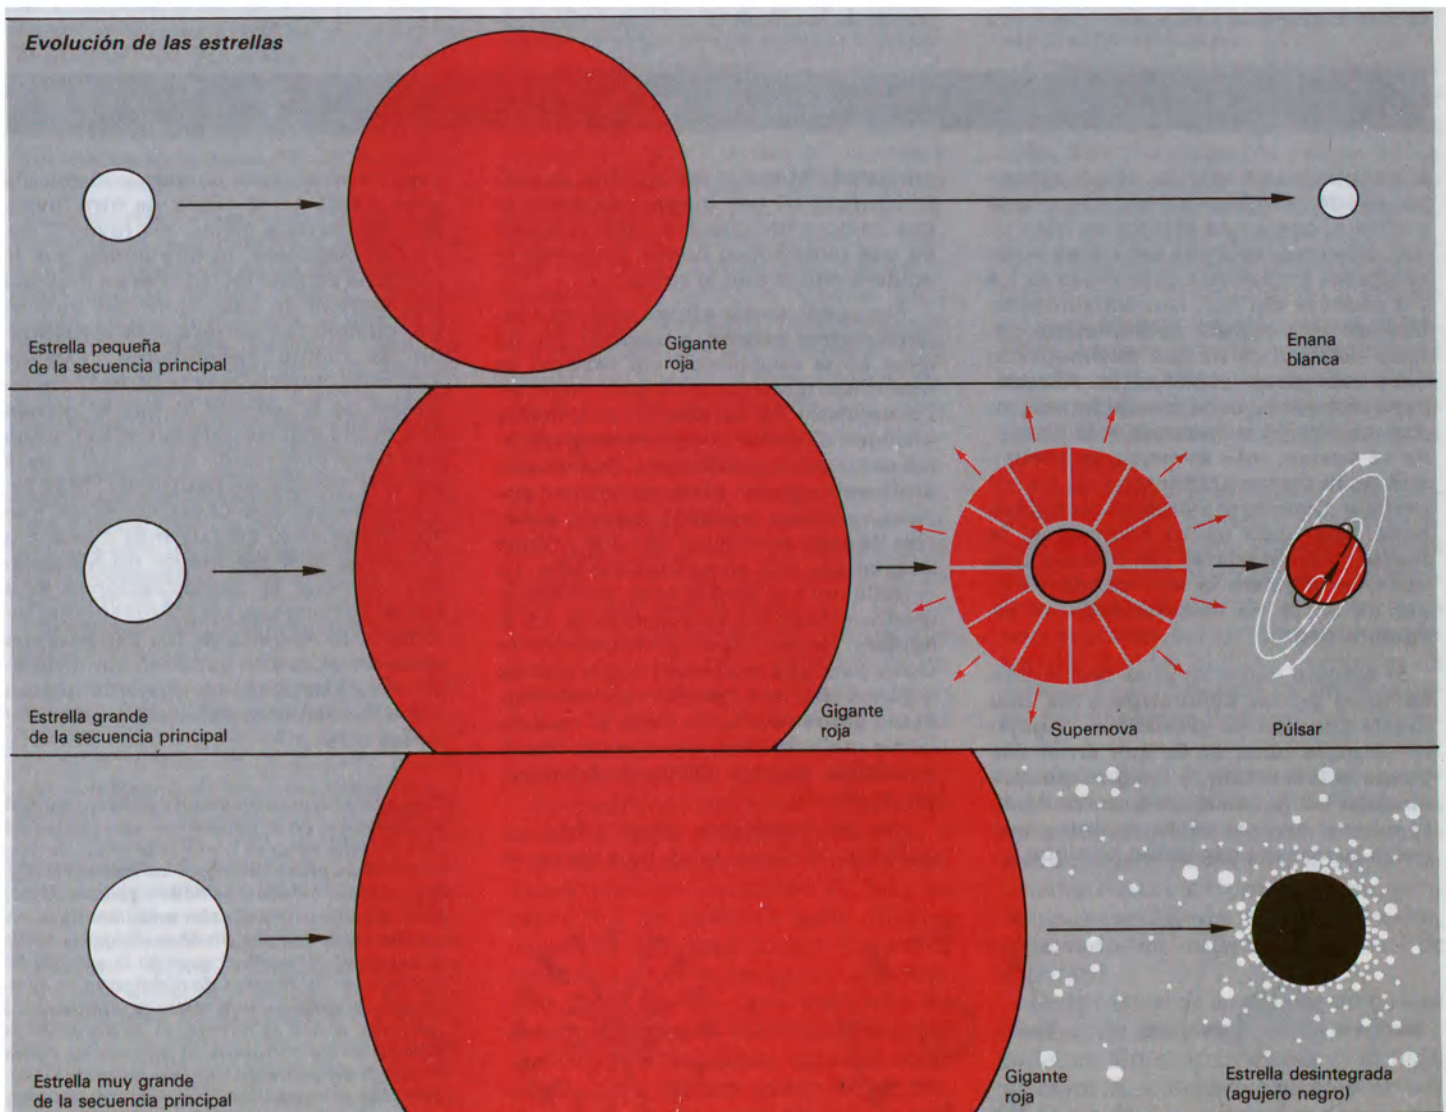 Evolución de las estrellas
Estrella pequeña
de la secuencia principal
Gigante
roja
Enana
blanca
Estrella grande
de la secuencia principal
Gigante
roja
Supernova
Púlsar
Estrella muy grande
de la secuencia principal
Gigante
roja
Estrella desintegrada
(agujero negro)